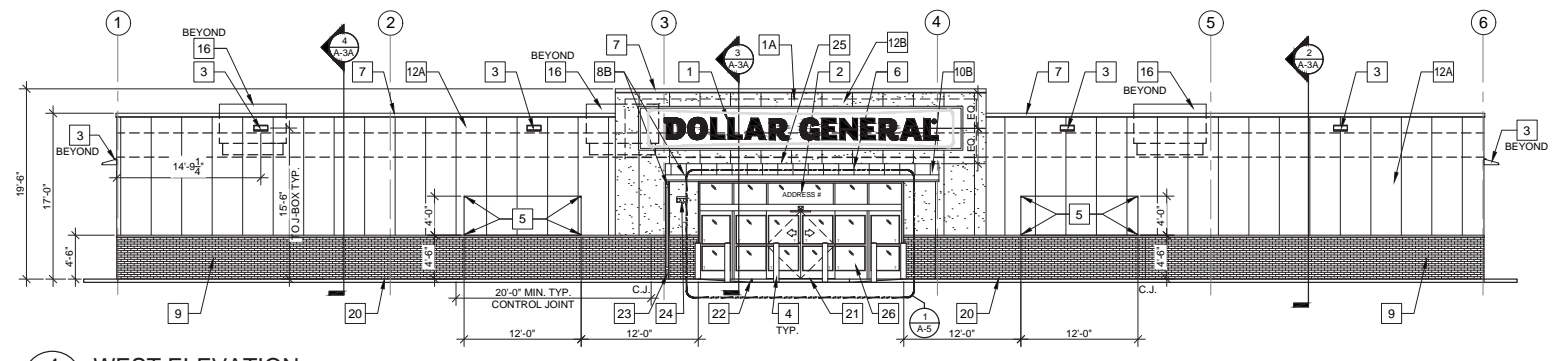 1 2 3 4 5 6
BEYOND
16
3
7
12A
4
A-3A
3
BEYOND
16
7
8B
1
3
A-3A
1A
25
2
12B
6
10B
7
3
16
BEYOND
2
A-3A
3
12A
DOLLAR GENERAL
EQ.
EQ.
3
BEYOND
3
BEYOND
14'-9 1/4"
19'-6"
17'-0"
15'-6"
TO J-BOX TYP.
4'-0"
4'-6"
4'-6"
5
ADDRESS #
5
4'-0"
4'-6"
9
20
20'-0" MIN. TYP.
CONTROL JOINT
C.J.
23
24
22
4
TYP.
21
26
1
A-5
20
C.J.
9
12'-0"
12'-0"
12'-0"
12'-0"
WEST ELEVATION